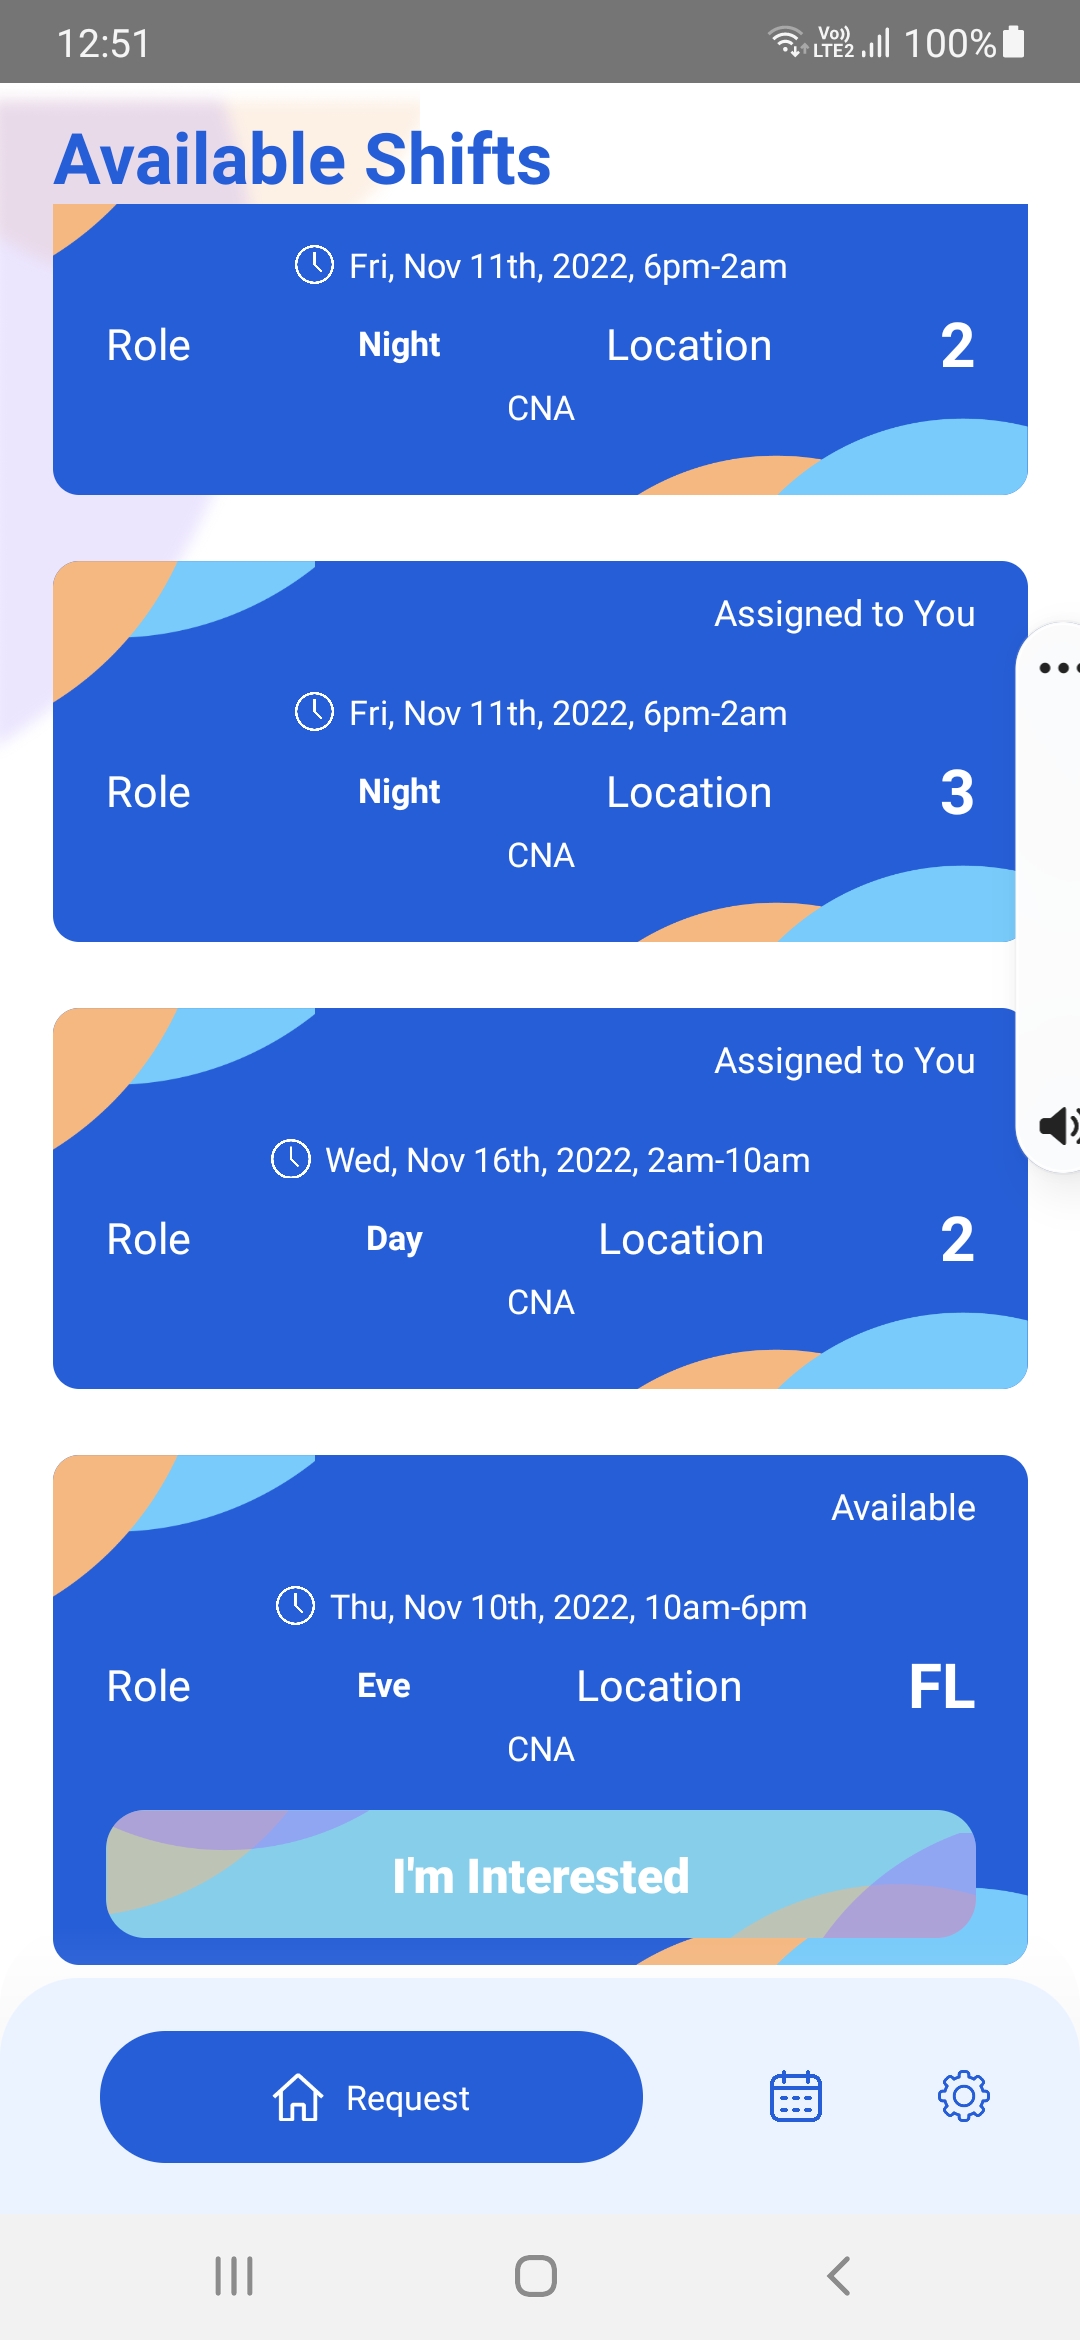 12:51
Vo))
LTE2
100%
Available Shifts
Fri, Nov 11th, 2022, 6pm-2am
Role Night Location 2
CNA
Assigned to You
Fri, Nov 11th, 2022, 6pm-2am
Role Night Location 3
CNA
Assigned to You
Wed, Nov 16th, 2022, 2am-10am
Role Day Location 2
CNA
Available
Thu, Nov 10th, 2022, 10am-6pm
Role Eve Location FL
CNA
I'm Interested
Request